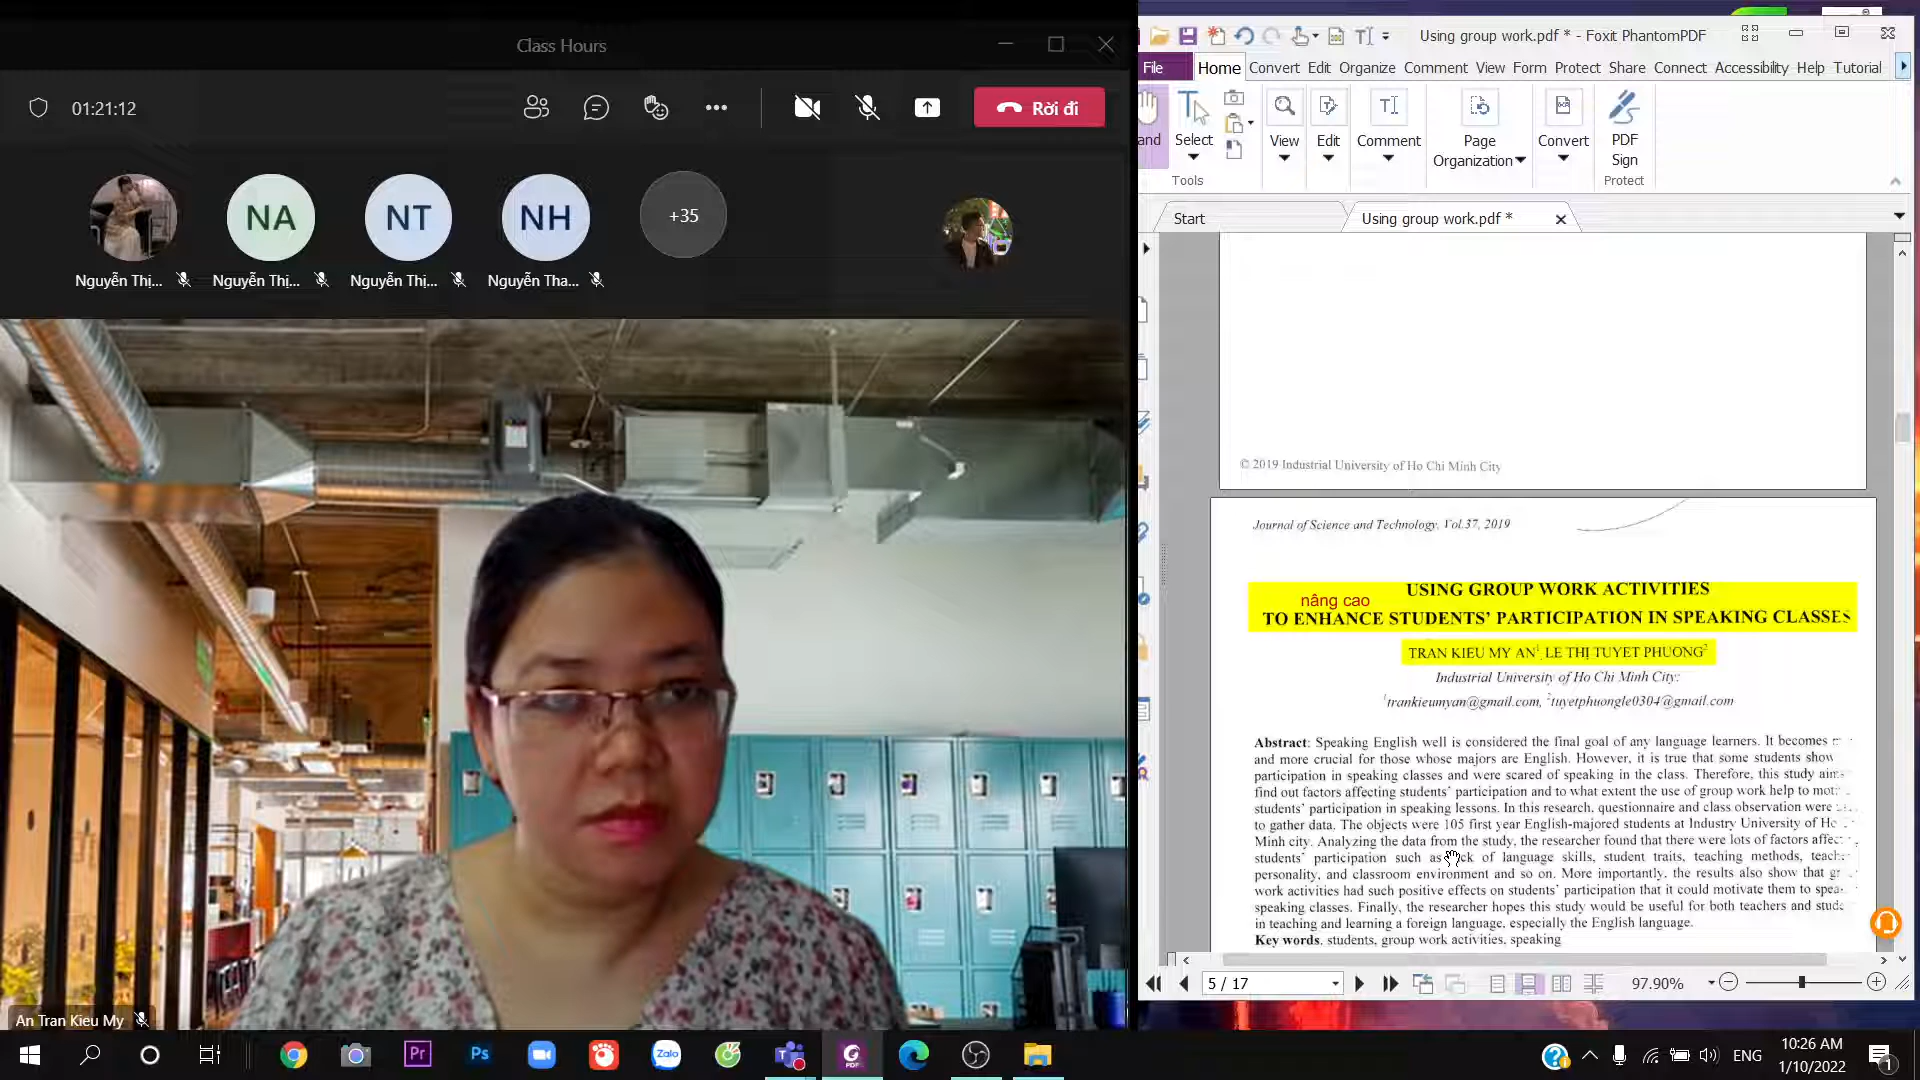 Class Hours
01:21:12
Rời đi
NA
NT
NH
+35
Nguyễn Thị...
Nguyễn Thị...
Nguyễn Thị...
Nguyễn Tha...
An Tran Kieu My
Using group work.pdf * - Foxit PhantomPDF
File Home Convert Edit Organize Comment View Form Protect Share Connect Accessibility Help Tutorial
and
Select
View
Edit
Comment
Page
Organization
Convert
PDF
Sign
Tools
Protect
Start
Using group work.pdf *
© 2019 Industrial University of Ho Chi Minh City
Journal of Science and Technology, Vol.37, 2019
USING GROUP WORK ACTIVITIES
nâng cao
TO ENHANCE STUDENTS' PARTICIPATION IN SPEAKING CLASSES
TRAN KIEU MY AN1, LE THỊ TUYET PHUONG2
Industrial University of Ho Chi Minh City:
1trankieumyan@gmail.com, 2tuyetphuongle0304@gmail.com
Abstract: Speaking English well is considered the final goal of any language learners. It becomes
and more crucial for those whose majors are English. However, it is true that some students show
participation in speaking classes and were scared of speaking in the class. Therefore, this study aim
find out factors affecting students' participation and to what extent the use of group work help to mot
students' participation in speaking lessons. In this research, questionnaire and class observation were
to gather data. The objects were 105 first year English-majored students at Industry University of Ho
Minh city. Analyzing the data from the study, the researcher found that there were lots of factors affec
students' participation such as of language skills, student traits, teaching methods, teach
personality, and classroom environment and so on. More importantly, the results also show that gr
work activities had such positive effects on students' participation that it could motivate them to spea
speaking classes. Finally, the researcher hopes this study would be useful for both teachers and stude
in teaching and learning a foreign language, especially the English language.
Key words. students, group work activities, speaking
5 / 17
97.90%
Pr
Ps
Zalo
PDF
ENG
10:26 AM
1/10/2022
1